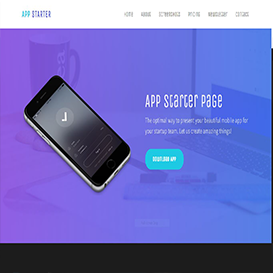 APP STARTER
HOME ABOUT SCREENSHOTS PRICING NEWSLETTER CONTACT
App Starter Page
The optimal way to present your beautiful mobile app for
your startup team. Let us create amazing things!
Download App